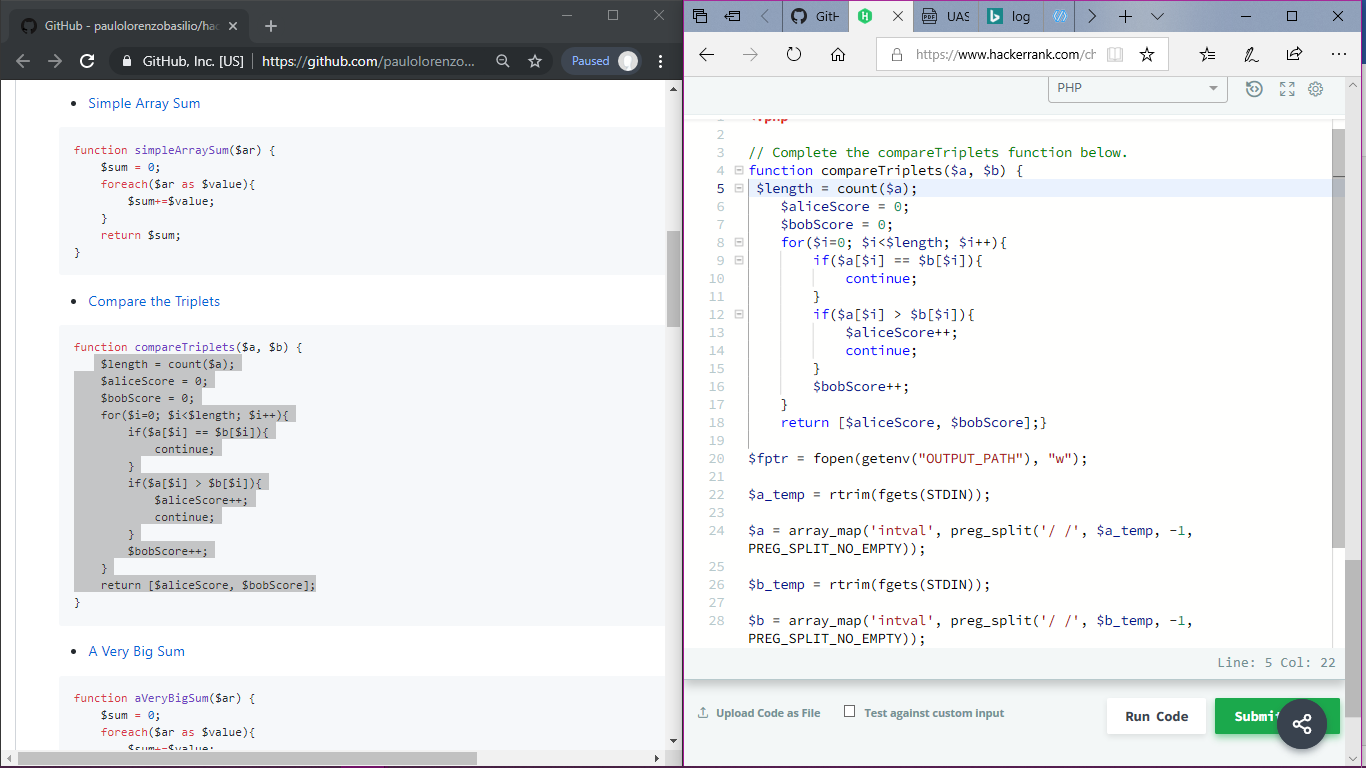 GitHub - paulolorenzobasilio/hac
GitHub, Inc. [US]
https://github.com/paulolorenzo...
Paused
Simple Array Sum
function simpleArraySum($ar) {
$sum = 0;
foreach($ar as $value){
$sum+=$value;
}
return $sum;
}
Compare the Triplets
function compareTriplets($a, $b) {
$length = count($a);
$aliceScore = 0;
$bobScore = 0;
for($i=0; $i<$length; $i++){
if($a[$i] == $b[$i]){
continue;
}
if($a[$i] > $b[$i]){
$aliceScore++;
continue;
}
$bobScore++;
}
return [$aliceScore, $bobScore];
}
A Very Big Sum
function aVeryBigSum($ar) {
$sum = 0;
foreach($ar as $value){
$sum+=$value;
GitH
UAS
log
https://www.hackerrank.com/ch
PHP
1 <?php
2
3 // Complete the compareTriplets function below.
4 function compareTriplets($a, $b) {
5 $length = count($a);
6 $aliceScore = 0;
7 $bobScore = 0;
8 for($i=0; $i<$length; $i++){
9 if($a[$i] == $b[$i]){
10 continue;
11 }
12 if($a[$i] > $b[$i]){
13 $aliceScore++;
14 continue;
15 }
16 $bobScore++;
17 }
18 return [$aliceScore, $bobScore];}
19
20 $fptr = fopen(getenv("OUTPUT_PATH"), "w");
21
22 $a_temp = rtrim(fgets(STDIN));
23
24 $a = array_map('intval', preg_split('/ /', $a_temp, -1,
PREG_SPLIT_NO_EMPTY));
25
26 $b_temp = rtrim(fgets(STDIN));
27
28 $b = array_map('intval', preg_split('/ /', $b_temp, -1,
PREG_SPLIT_NO_EMPTY));
Line: 5 Col: 22
Upload Code as File
Test against custom input
Run Code
Submi